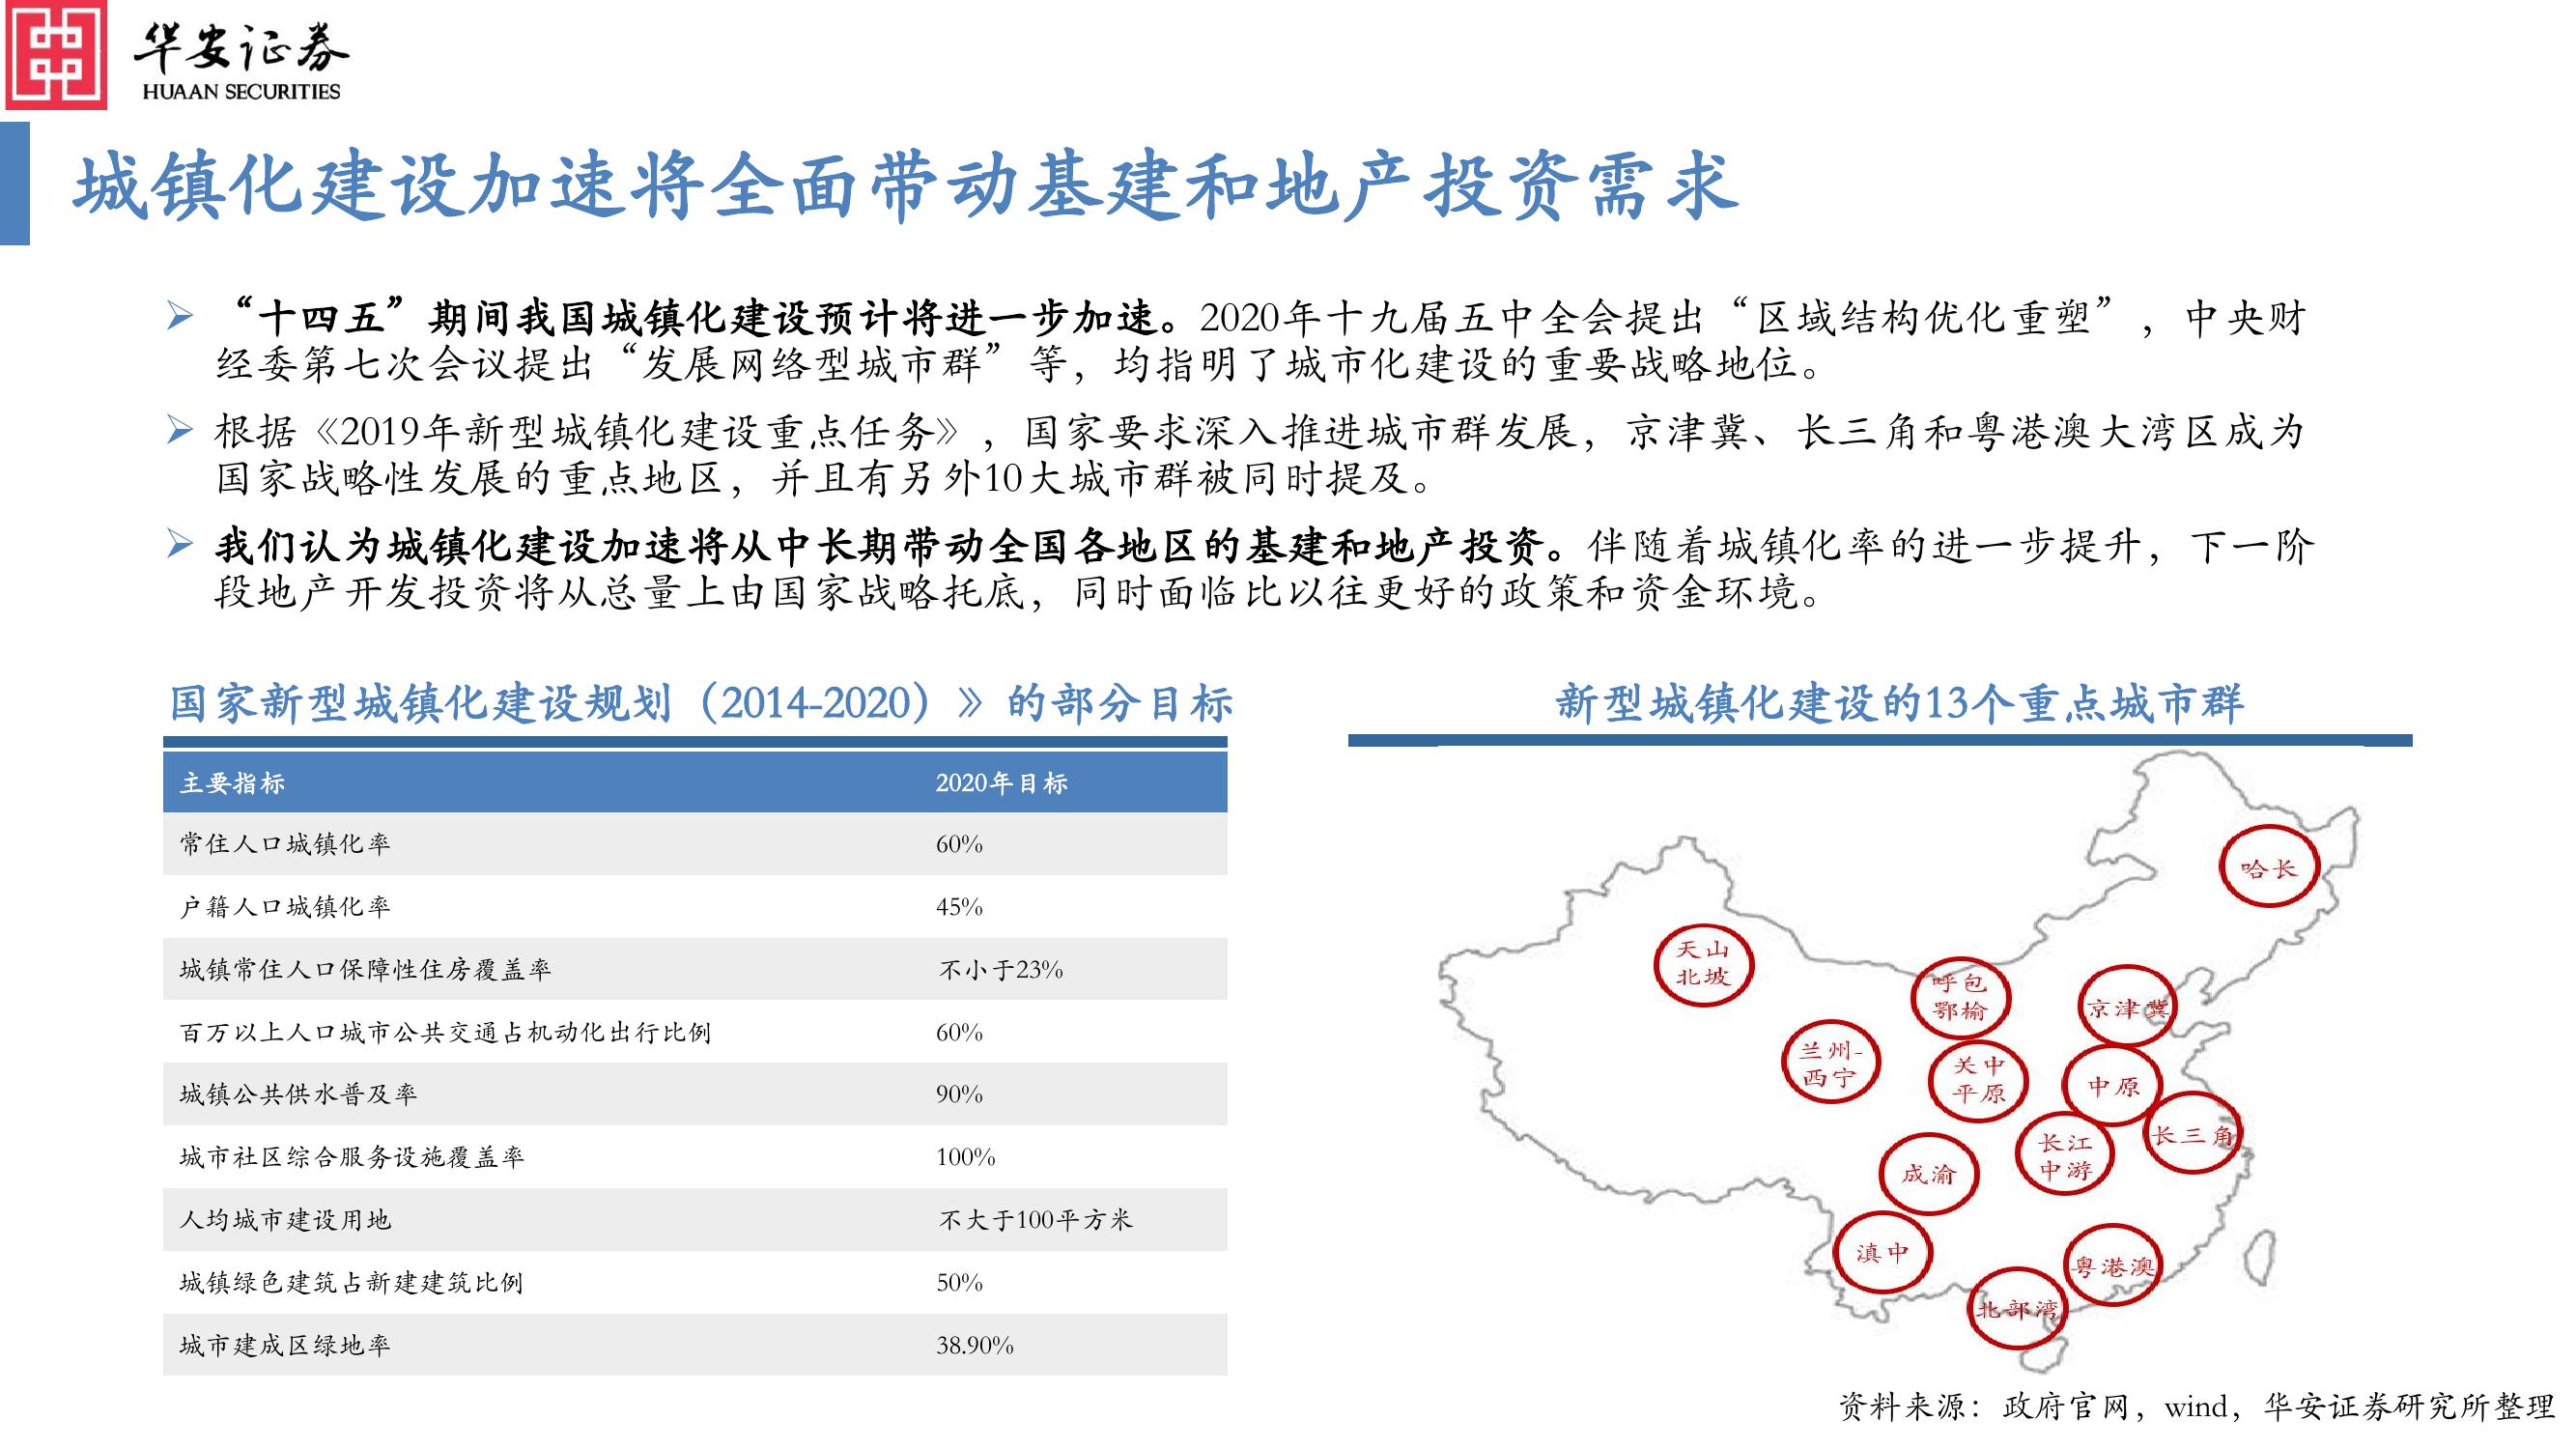 华安证券
HUAAN SECURITIES
城镇化建设加速将全面带动基建和地产投资需求
“十四五”期间我国城镇化建设预计将进一步加速。2020年十九届五中全会提出“区域结构优化重塑”，中央财
经委第七次会议提出“发展网络型城市群”等，均指明了城市化建设的重要战略地位。
根据《2019年新型城镇化建设重点任务》，国家要求深入推进城市群发展，京津冀、长三角和粤港澳大湾区成为
国家战略性发展的重点地区，并且有另外10大城市群被同时提及。
我们认为城镇化建设加速将从中长期带动全国各地区的基建和地产投资。伴随着城镇化率的进一步提升，下一阶
段地产开发投资将从总量上由国家战略托底，同时面临比以往更好的政策和资金环境。
国家新型城镇化建设规划（2014-2020）》的部分目标
主要指标 2020年目标
常住人口城镇化率 60%
户籍人口城镇化率 45%
城镇常住人口保障性住房覆盖率 不小于23%
百万以上人口城市公共交通占机动化出行比例 60%
城镇公共供水普及率 90%
城市社区综合服务设施覆盖率 100%
人均城市建设用地 不大于100平方米
城镇绿色建筑占新建建筑比例 50%
城市建成区绿地率 38.90%
新型城镇化建设的13个重点城市群
哈长
天山
北坡
呼包
鄂榆
京津冀
兰州-
西宁
关中
平原
中原
长三角
长江
中游
成渝
滇中
粤港澳
北部湾
资料来源：政府官网，wind，华安证券研究所整理